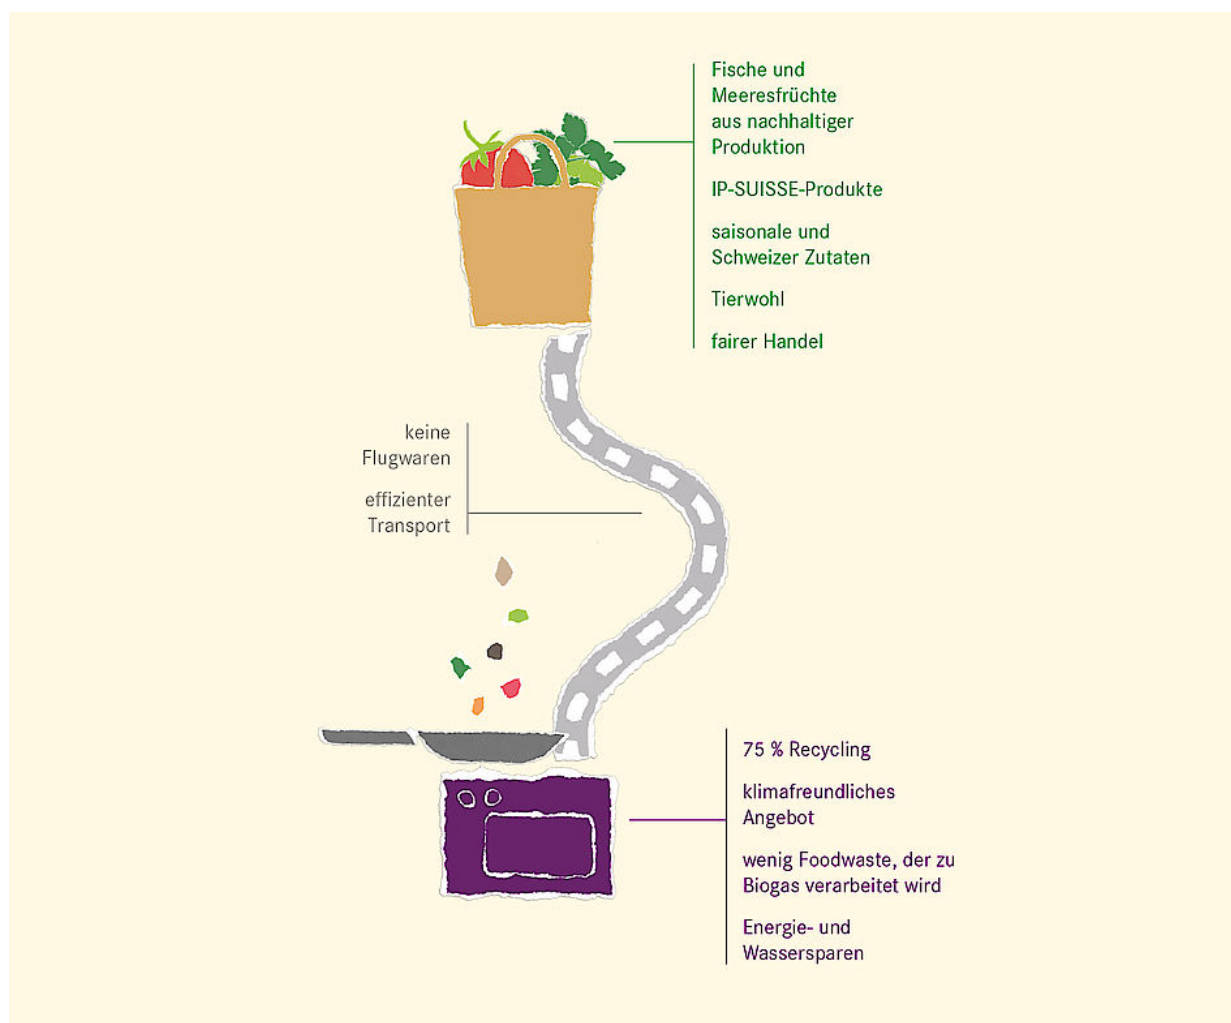 Fische und
Meeresfrüchte
aus nachhaltiger
Produktion
IP-SUISSE-Produkte
saisonale und
Schweizer Zutaten
Tierwohl
fairer Handel
keine
Flugwaren
effizienter
Transport
75 % Recycling
klimafreundliches
Angebot
wenig Foodwaste, der zu
Biogas verarbeitet wird
Energie- und
Wassersparen